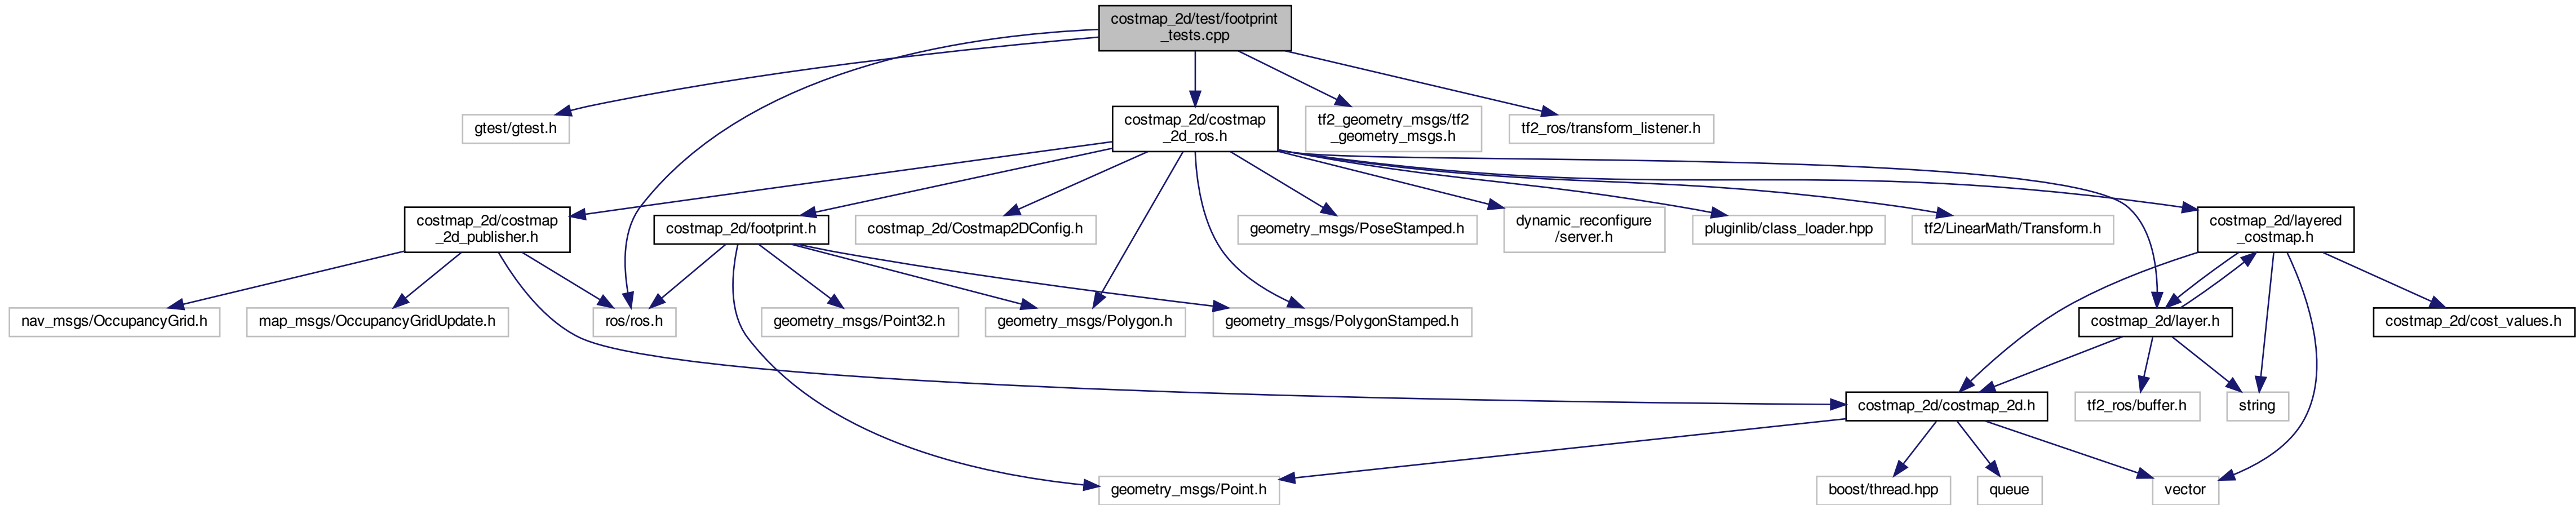 costmap_2d/test/footprint
_tests.cpp
gtest/gtest.h
costmap_2d/costmap
_2d_ros.h
tf2_geometry_msgs/tf2
_geometry_msgs.h
tf2_ros/transform_listener.h
costmap_2d/costmap
_2d_publisher.h
costmap_2d/footprint.h
costmap_2d/Costmap2DConfig.h
geometry_msgs/PoseStamped.h
dynamic_reconfigure
/server.h
pluginlib/class_loader.hpp
tf2/LinearMath/Transform.h
costmap_2d/layered
_costmap.h
nav_msgs/OccupancyGrid.h
map_msgs/OccupancyGridUpdate.h
ros/ros.h
geometry_msgs/Point32.h
geometry_msgs/Polygon.h
geometry_msgs/PolygonStamped.h
costmap_2d/layer.h
costmap_2d/cost_values.h
costmap_2d/costmap_2d.h
tf2_ros/buffer.h
string
geometry_msgs/Point.h
boost/thread.hpp
queue
vector